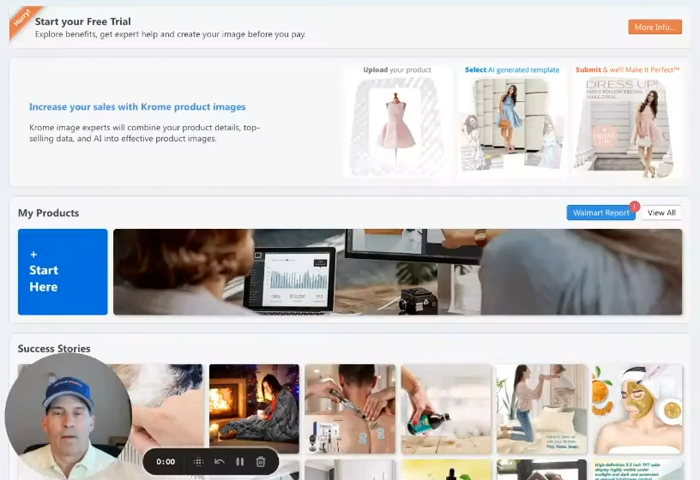 Hurry!
Start your Free Trial
Explore benefits, get expert help and create your image before you pay.
More Info...
Upload your product
Select AI generated template
Submit & we'll Make It Perfect™
DRESS UP!
Increase your sales with Krome product images
Krome image experts will combine your product details, top-
selling data, and AI into effective product images.
My Products
Walmart Report
!
View All
+
Start
Here
Success Stories
0:00